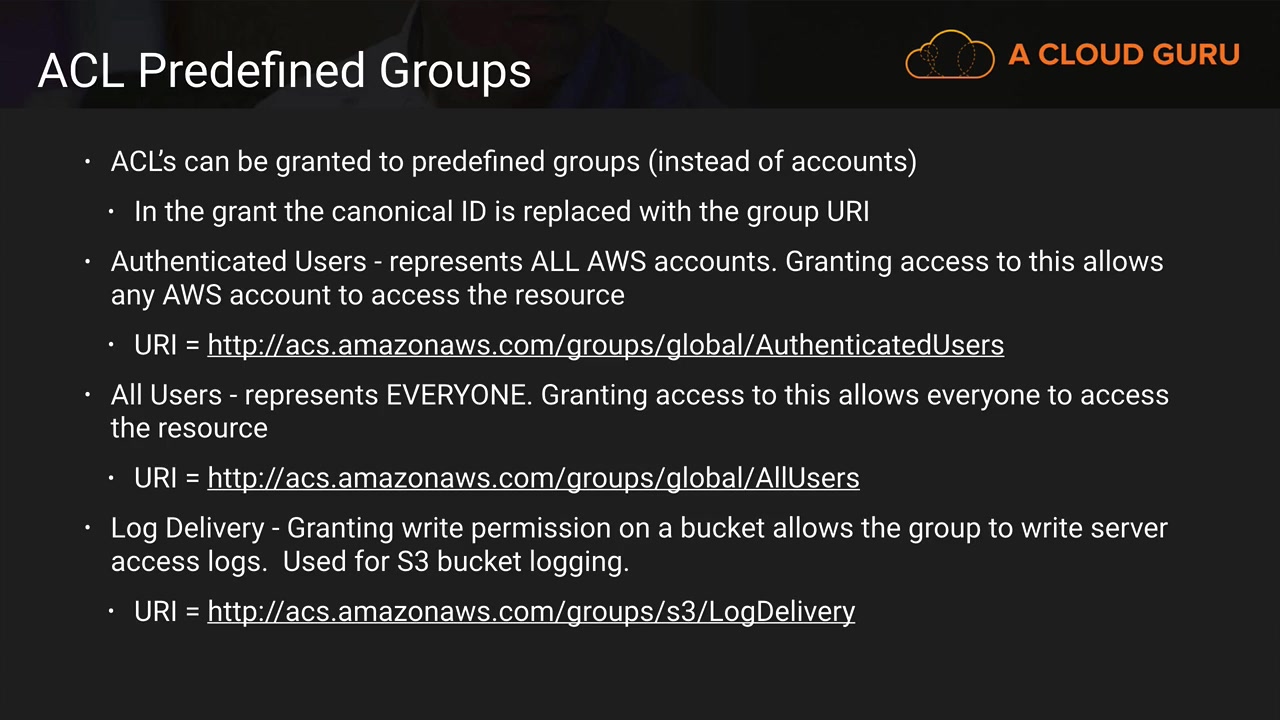 ACL Predefined Groups
A CLOUD GURU
· ACL's can be granted to predefined groups (instead of accounts)
· In the grant the canonical ID is replaced with the group URI
· Authenticated Users - represents ALL AWS accounts. Granting access to this allows
any AWS account to access the resource
· URI = http://acs.amazonaws.com/groups/global/AuthenticatedUsers
· All Users - represents EVERYONE. Granting access to this allows everyone to access
the resource
· URI = http://acs.amazonaws.com/groups/global/AllUsers
· Log Delivery - Granting write permission on a bucket allows the group to write server
access logs.  Used for S3 bucket logging.
· URI = http://acs.amazonaws.com/groups/s3/LogDelivery